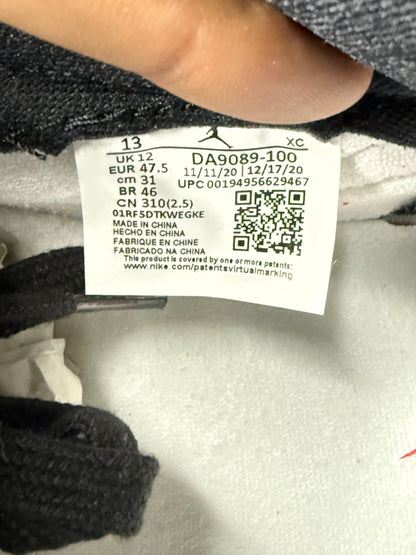 13 XC
UK 12 DA9089-100
EUR 47.5 11/11/20 12/17/20
cm 31 UPC 00194956629467
BR 46
CN 310(2.5)
01RF5DTKWEGKE
MADE IN CHINA
HECHO EN CHINA
FABRIQUE EN CHINE
FABRICADO NA CHINA
This product is covered by one or more patents:
www.nike.com/patentsvirtualmarking